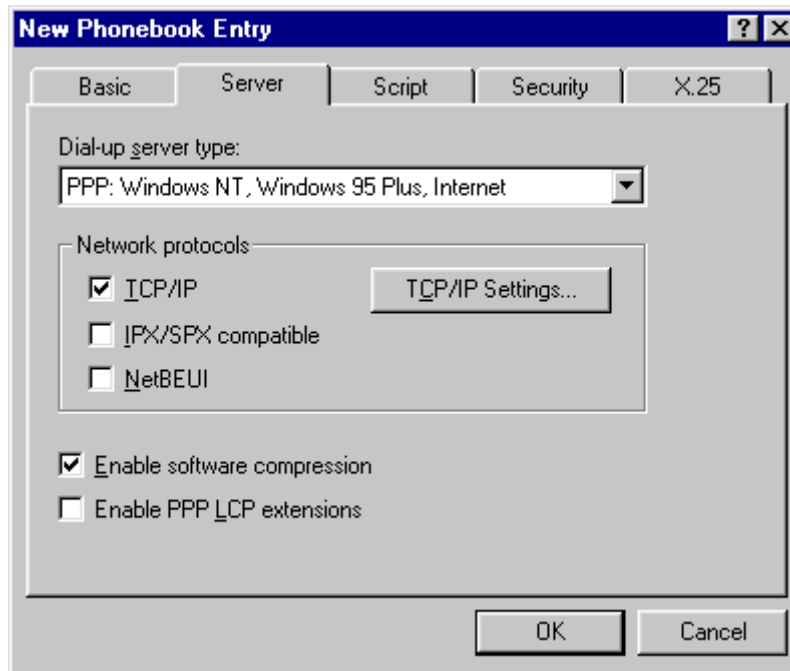 New Phonebook Entry
Basic Server Script Security X.25
Dial-up server type:
PPP: Windows NT, Windows 95 Plus, Internet
Network protocols
TCP/IP TCP/IP Settings...
IPX/SPX compatible
NetBEUI
Enable software compression
Enable PPP LCP extensions
OK Cancel